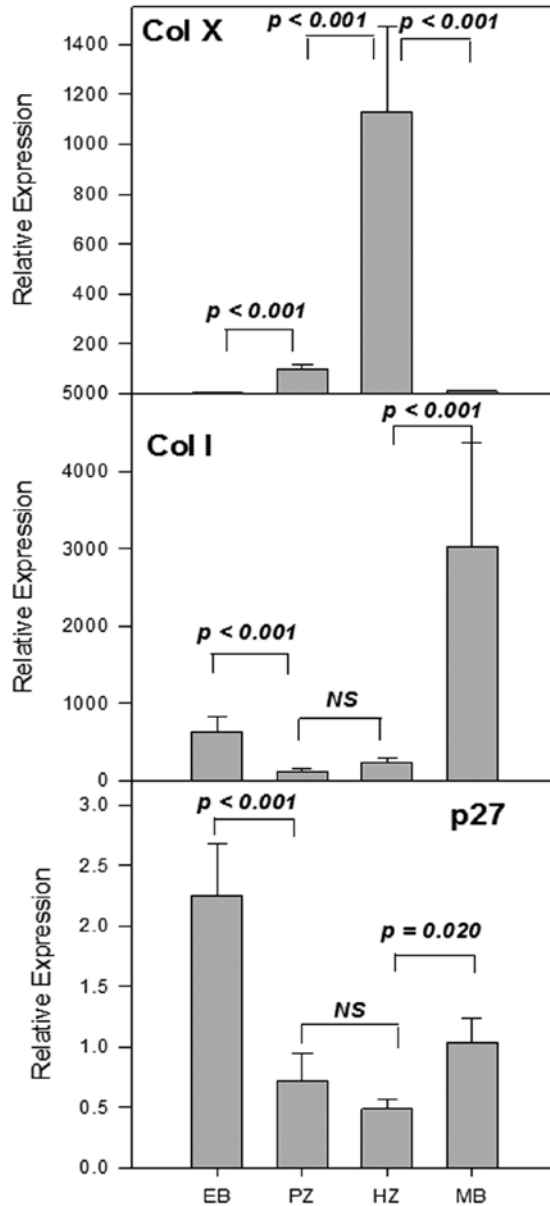 Col X
p < 0.001 p < 0.001
1400
1200
1000
800
600
400
200
p < 0.001
Relative Expression
5000
Col I
p < 0.001
4000
3000
2000
1000
0
p < 0.001
NS
Relative Expression
3.0
2.5
2.0
1.5
1.0
0.5
0.0
p < 0.001
p27
p = 0.020
NS
Relative Expression
EB PZ HZ MB